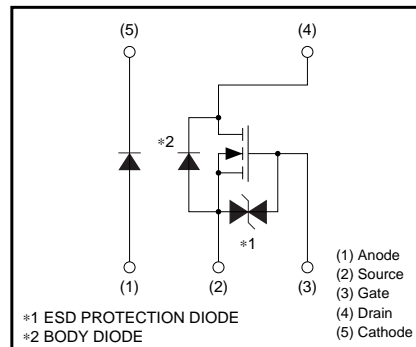 (5)
(4)
*2
*1
(1)
(2)
(3)
(1) Anode
(2) Source
(3) Gate
(4) Drain
(5) Cathode
*1 ESD PROTECTION DIODE
*2 BODY DIODE